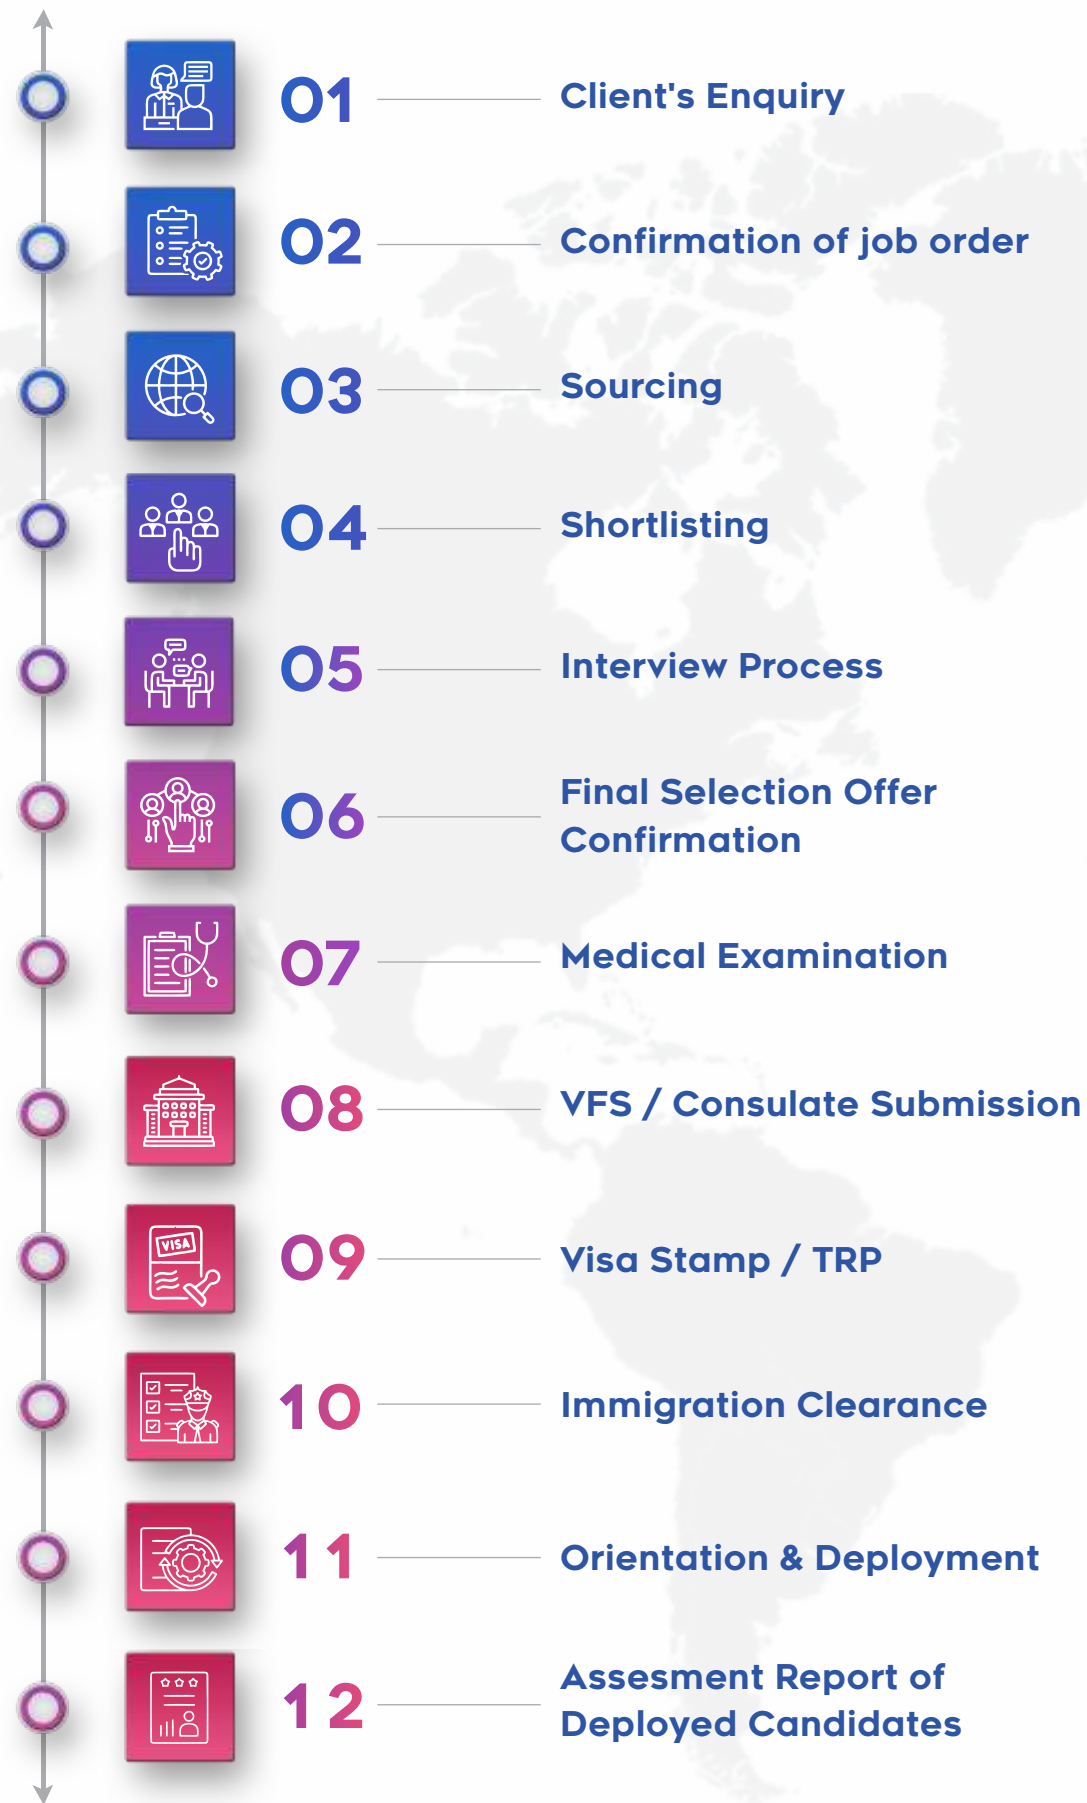 01 Client's Enquiry
02 Confirmation of job order
03 Sourcing
04 Shortlisting
05 Interview Process
06 Final Selection Offer
Confirmation
07 Medical Examination
08 VFS / Consulate Submission
VISA
09 Visa Stamp / TRP
10 Immigration Clearance
11 Orientation & Deployment
12 Assesment Report of
Deployed Candidates